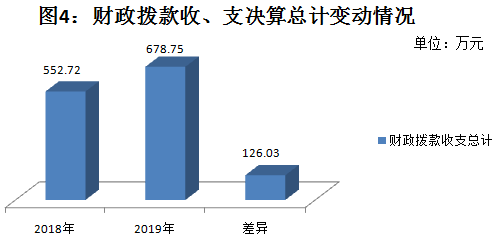 图4：财政拨款收、支决算总计变动情况
单位：万元
552.72
678.75
126.03
财政拨款收支总计
2018年
2019年
差异